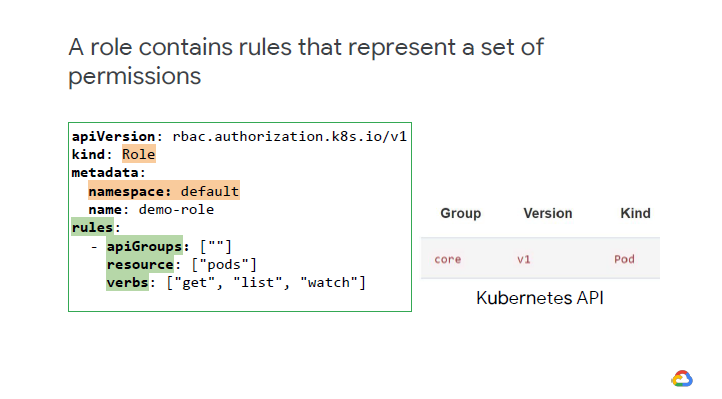 A role contains rules that represent a set of
permissions
apiVersion: rbac.authorization.k8s.io/v1
kind: Role
metadata:
  namespace: default
  name: demo-role
rules:
  - apiGroups: [""]
    resource: ["pods"]
    verbs: ["get", "list", "watch"]
Group Version Kind
core v1 Pod
Kubernetes API